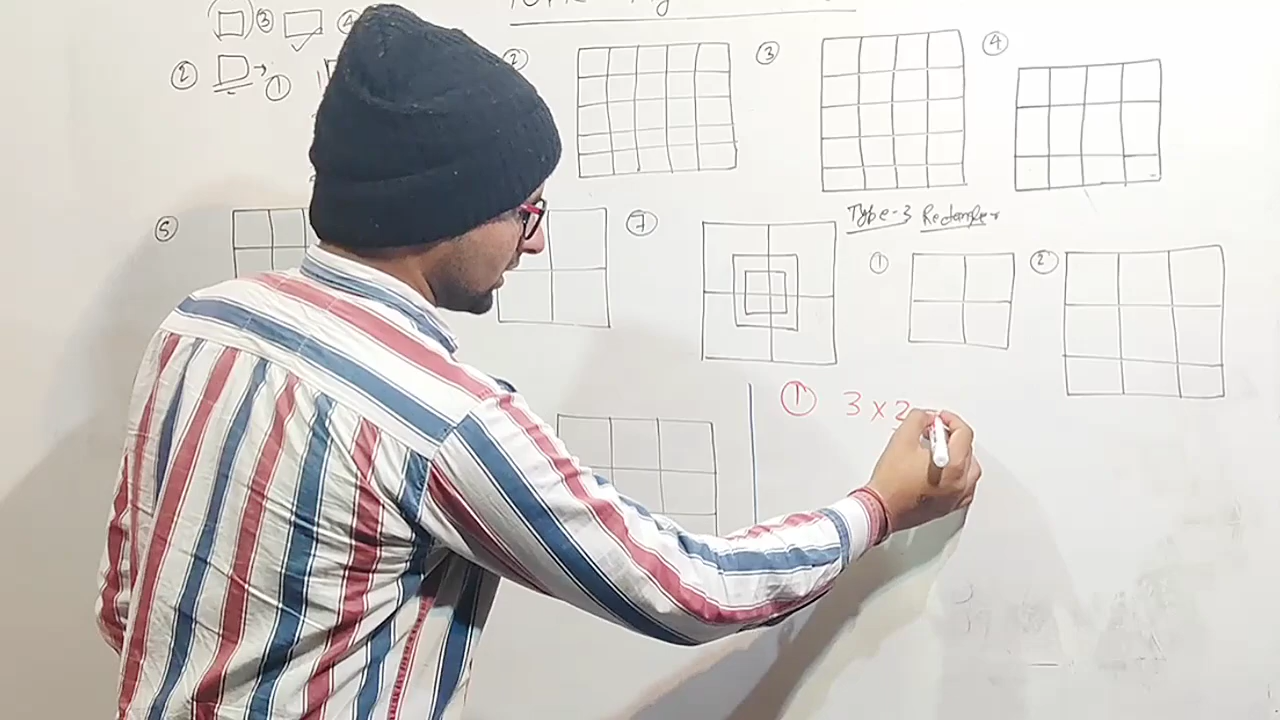 ③ ④
② → ①
② ③ ④
⑤ ⑦
Type-3 Rectangle
① ②
① 3 × 2 =